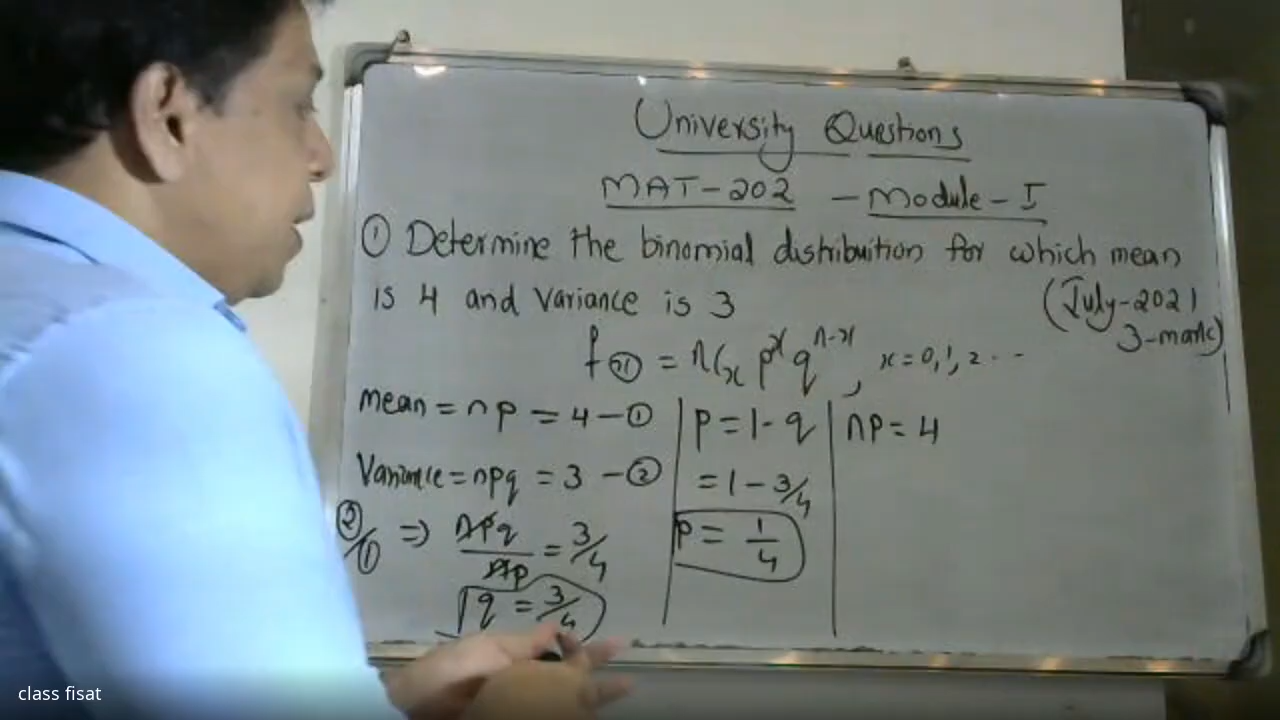 University Questions
MAT-202 - Module - I
① Determine the binomial distribuition for which mean
is 4 and variance is 3
(July-2021
3-mark)
f(x) = nCx p^x q^n-x, x=0,1,2 ...
mean = np = 4 - ①
Variance = npq = 3 - ②
②/① => npq/np = 3/4
q = 3/4
p = 1 - q
= 1 - 3/4
p = 1/4
np = 4
class fisat